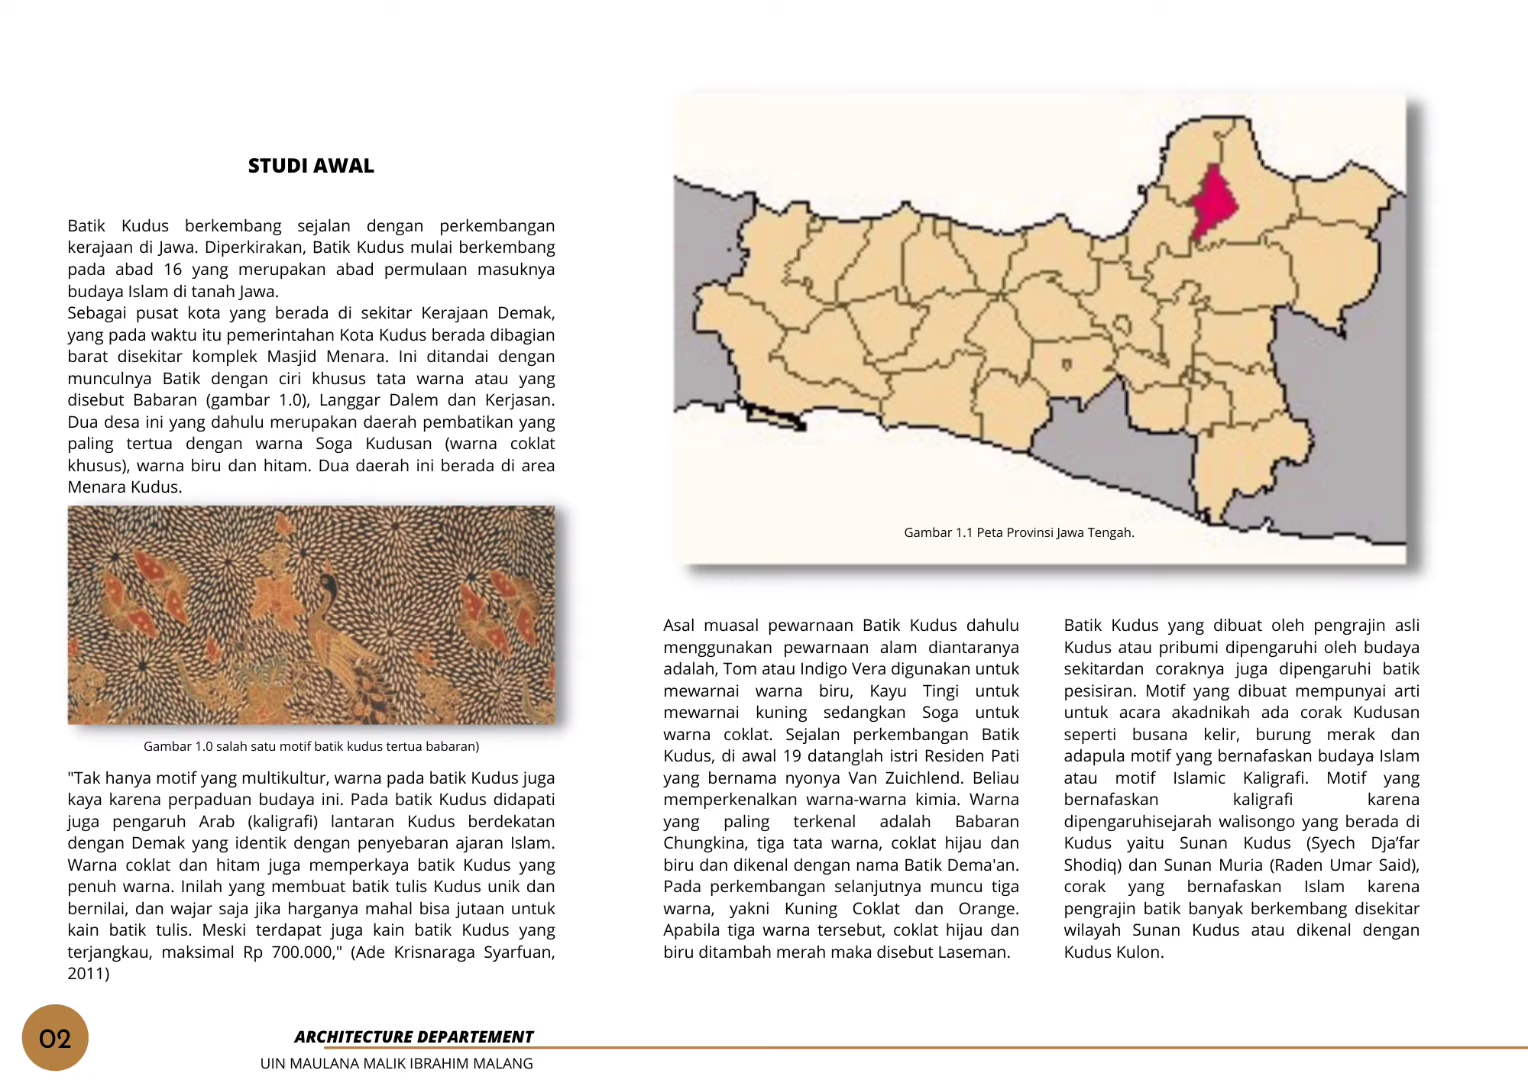 STUDI AWAL
Batik Kudus berkembang sejalan dengan perkembangan
kerajaan di Jawa. Diperkirakan, Batik Kudus mulai berkembang
pada abad 16 yang merupakan abad permulaan masuknya
budaya Islam di tanah Jawa.
Sebagai pusat kota yang berada di sekitar Kerajaan Demak,
yang pada waktu itu pemerintahan Kota Kudus berada dibagian
barat disekitar komplek Masjid Menara. Ini ditandai dengan
munculnya Batik dengan ciri khusus tata warna atau yang
disebut Babaran (gambar 1.0), Langgar Dalem dan Kerjasan.
Dua desa ini yang dahulu merupakan daerah pembatikan yang
paling tertua dengan warna Soga Kudusan (warna coklat
khusus), warna biru dan hitam. Dua daerah ini berada di area
Menara Kudus.
Gambar 1.0 salah satu motif batik kudus tertua babaran)
"Tak hanya motif yang multikultur, warna pada batik Kudus juga
kaya karena perpaduan budaya ini. Pada batik Kudus didapati
juga pengaruh Arab (kaligrafi) lantaran Kudus berdekatan
dengan Demak yang identik dengan penyebaran ajaran Islam.
Warna coklat dan hitam juga memperkaya batik Kudus yang
penuh warna. Inilah yang membuat batik tulis Kudus unik dan
bernilai, dan wajar saja jika harganya mahal bisa jutaan untuk
kain batik tulis. Meski terdapat juga kain batik Kudus yang
terjangkau, maksimal Rp 700.000," (Ade Krisnaraga Syarfuan,
2011)
Gambar 1.1 Peta Provinsi Jawa Tengah.
Asal muasal pewarnaan Batik Kudus dahulu
menggunakan pewarnaan alam diantaranya
adalah, Tom atau Indigo Vera digunakan untuk
mewarnai warna biru, Kayu Tingi untuk
mewarnai kuning sedangkan Soga untuk
warna coklat. Sejalan perkembangan Batik
Kudus, di awal 19 datanglah istri Residen Pati
yang bernama nyonya Van Zuichlend. Beliau
memperkenalkan warna-warna kimia. Warna
yang paling terkenal adalah Babaran
Chungkina, tiga tata warna, coklat hijau dan
biru dan dikenal dengan nama Batik Dema'an.
Pada perkembangan selanjutnya muncu tiga
warna, yakni Kuning Coklat dan Orange.
Apabila tiga warna tersebut, coklat hijau dan
biru ditambah merah maka disebut Laseman.
Batik Kudus yang dibuat oleh pengrajin asli
Kudus atau pribumi dipengaruhi oleh budaya
sekitardan coraknya juga dipengaruhi batik
pesisiran. Motif yang dibuat mempunyai arti
untuk acara akadnikah ada corak Kudusan
seperti busana kelir, burung merak dan
adapula motif yang bernafaskan budaya Islam
atau motif Islamic Kaligrafi. Motif yang
bernafaskan kaligrafi karena
dipengaruhisejarah walisongo yang berada di
Kudus yaitu Sunan Kudus (Syech Dja'far
Shodiq) dan Sunan Muria (Raden Umar Said),
corak yang bernafaskan Islam karena
pengrajin batik banyak berkembang disekitar
wilayah Sunan Kudus atau dikenal dengan
Kudus Kulon.
02
ARCHITECTURE DEPARTEMENT
UIN MAULANA MALIK IBRAHIM MALANG